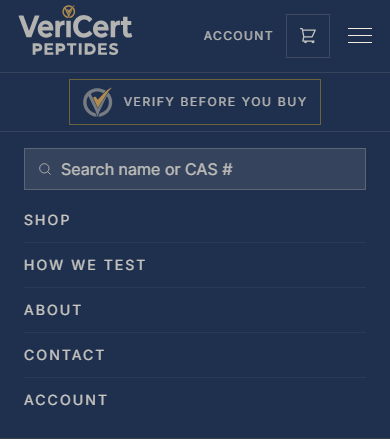 VeriCert
PEPTIDES
ACCOUNT
VERIFY BEFORE YOU BUY
Search name or CAS #
SHOP
HOW WE TEST
ABOUT
CONTACT
ACCOUNT